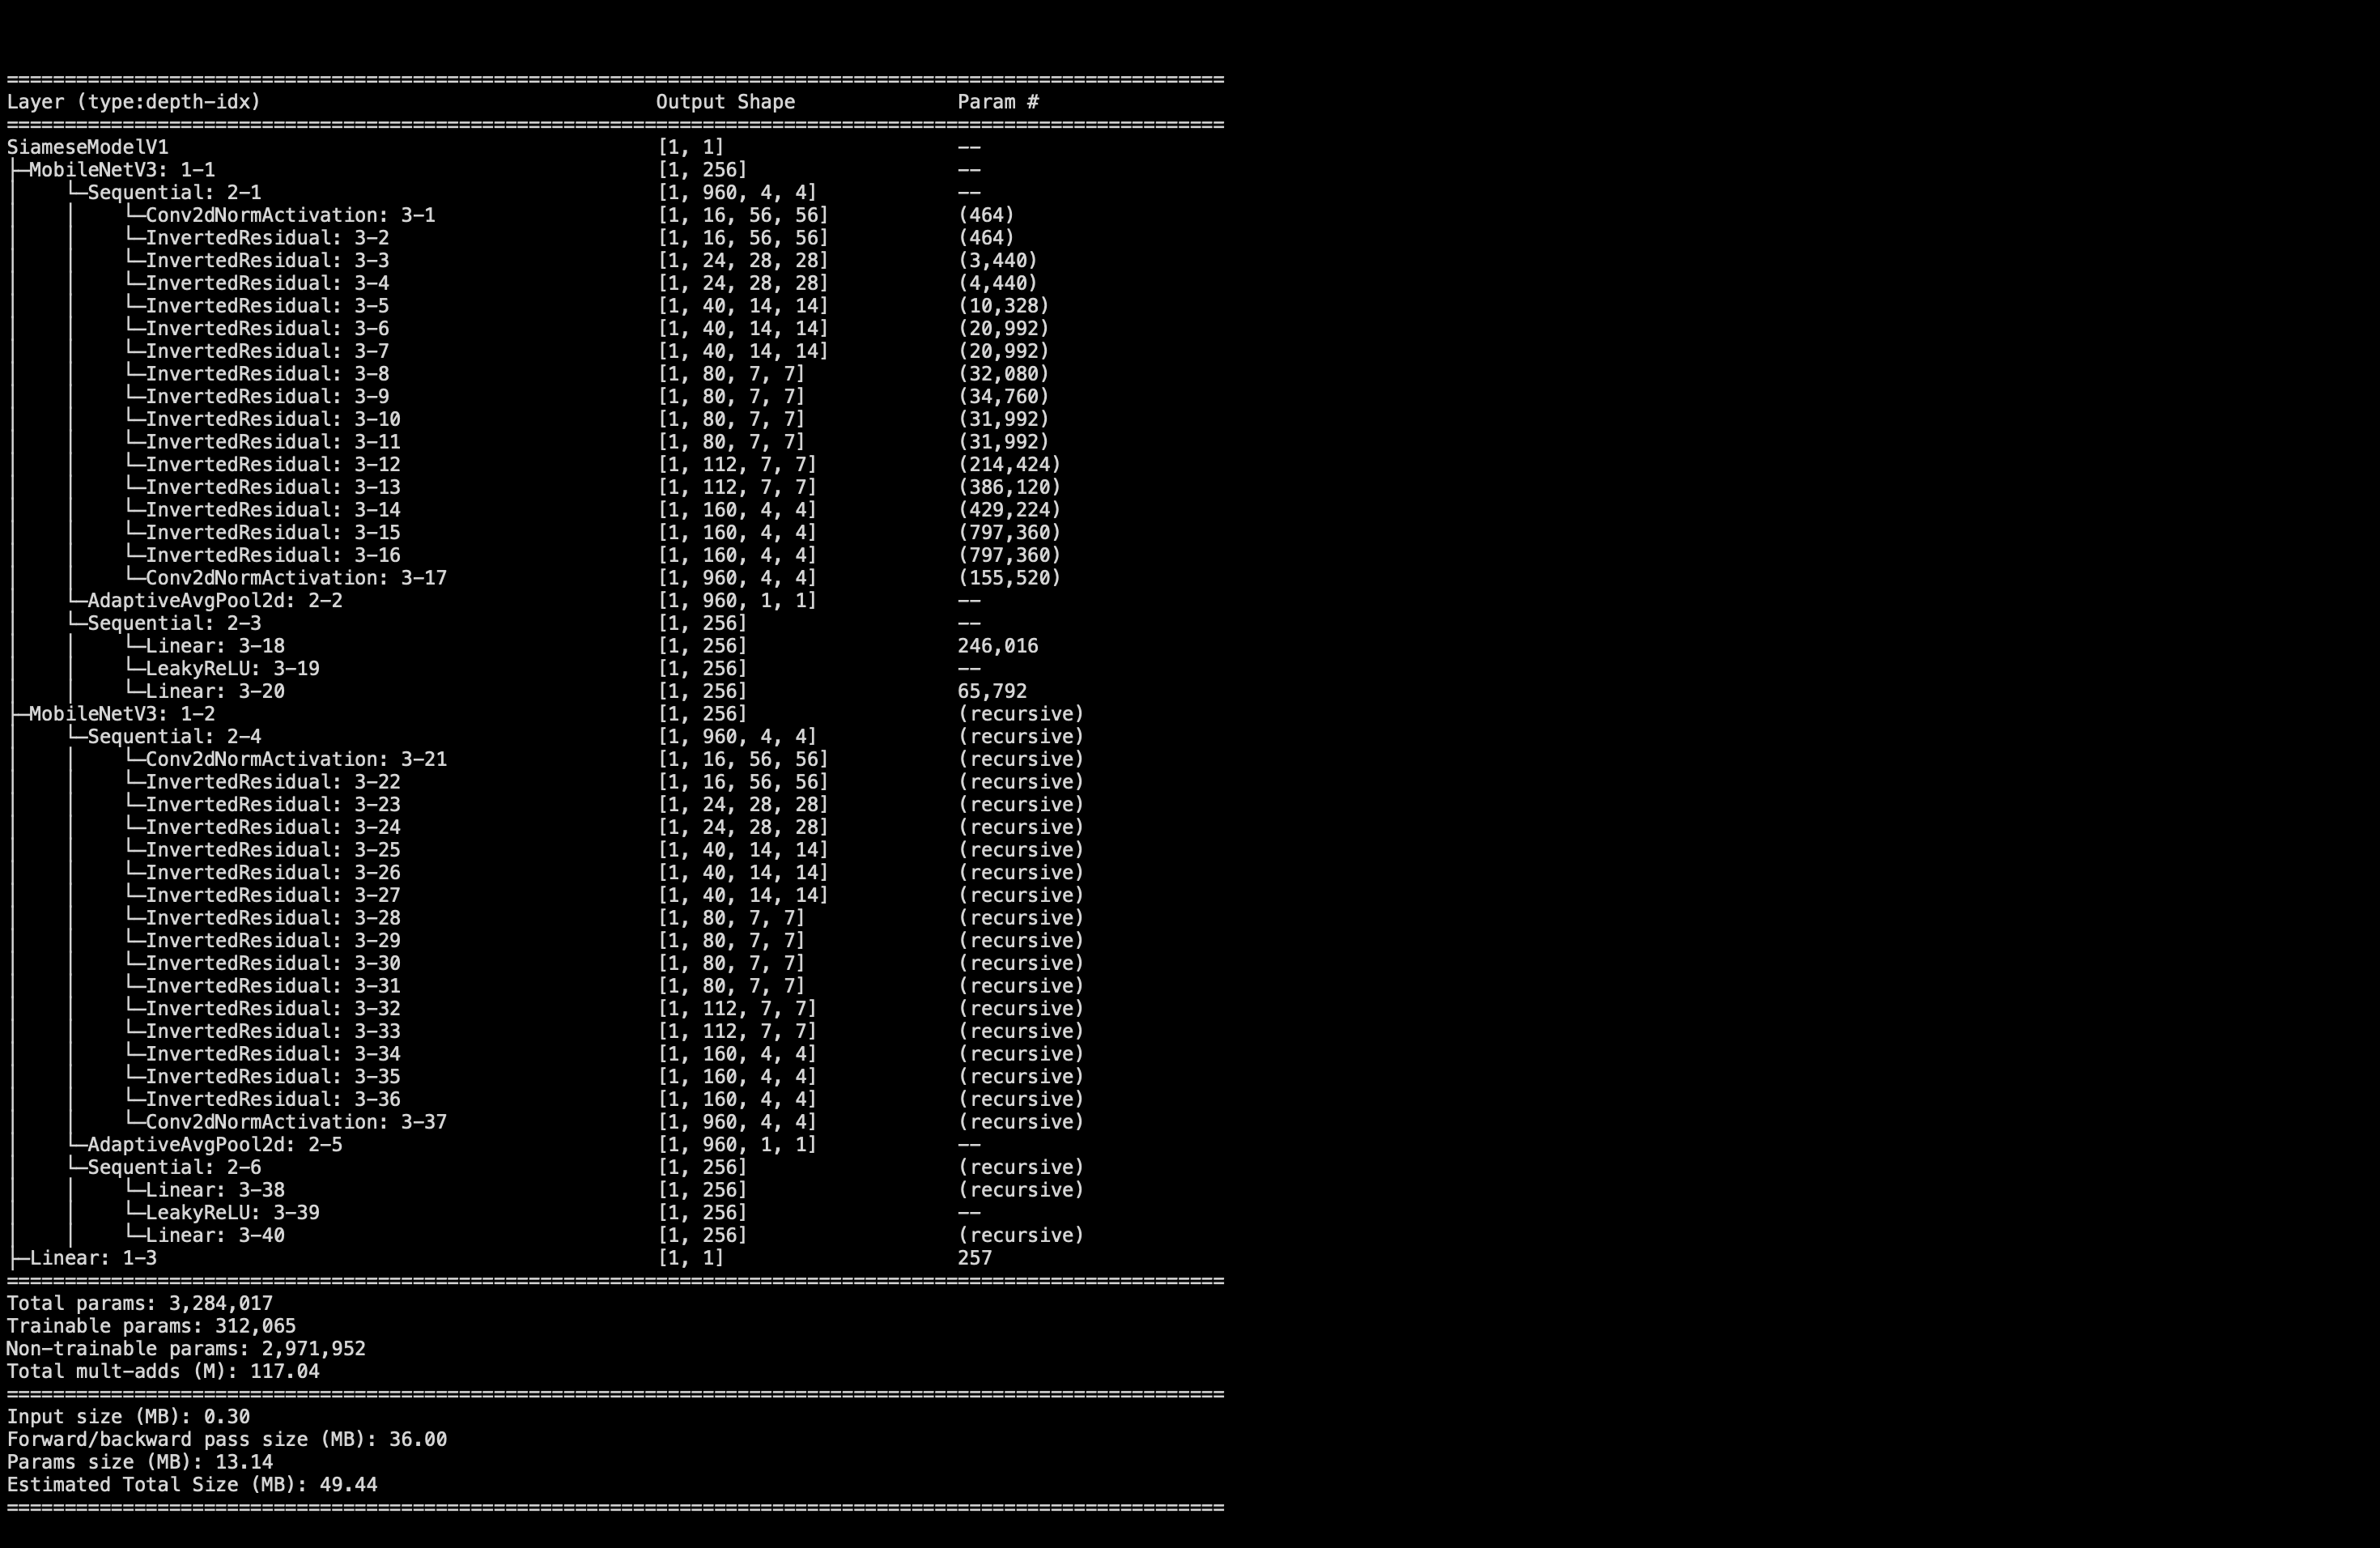 ==========================================================================================
Layer (type:depth-idx) Output Shape Param #
==========================================================================================
SiameseModelV1 [1, 1] --
├─MobileNetV3: 1-1 [1, 256] --
│ └─Sequential: 2-1 [1, 960, 4, 4] --
│ │ └─Conv2dNormActivation: 3-1 [1, 16, 56, 56] (464)
│ │ └─InvertedResidual: 3-2 [1, 16, 56, 56] (464)
│ │ └─InvertedResidual: 3-3 [1, 24, 28, 28] (3,440)
│ │ └─InvertedResidual: 3-4 [1, 24, 28, 28] (4,440)
│ │ └─InvertedResidual: 3-5 [1, 40, 14, 14] (10,328)
│ │ └─InvertedResidual: 3-6 [1, 40, 14, 14] (20,992)
│ │ └─InvertedResidual: 3-7 [1, 40, 14, 14] (20,992)
│ │ └─InvertedResidual: 3-8 [1, 80, 7, 7] (32,080)
│ │ └─InvertedResidual: 3-9 [1, 80, 7, 7] (34,760)
│ │ └─InvertedResidual: 3-10 [1, 80, 7, 7] (31,992)
│ │ └─InvertedResidual: 3-11 [1, 80, 7, 7] (31,992)
│ │ └─InvertedResidual: 3-12 [1, 112, 7, 7] (214,424)
│ │ └─InvertedResidual: 3-13 [1, 112, 7, 7] (386,120)
│ │ └─InvertedResidual: 3-14 [1, 160, 4, 4] (429,224)
│ │ └─InvertedResidual: 3-15 [1, 160, 4, 4] (797,360)
│ │ └─InvertedResidual: 3-16 [1, 160, 4, 4] (797,360)
│ │ └─Conv2dNormActivation: 3-17 [1, 960, 4, 4] (155,520)
│ └─AdaptiveAvgPool2d: 2-2 [1, 960, 1, 1] --
│ └─Sequential: 2-3 [1, 256] --
│ │ └─Linear: 3-18 [1, 256] 246,016
│ │ └─LeakyReLU: 3-19 [1, 256] --
│ │ └─Linear: 3-20 [1, 256] 65,792
├─MobileNetV3: 1-2 [1, 256] (recursive)
│ └─Sequential: 2-4 [1, 960, 4, 4] (recursive)
│ │ └─Conv2dNormActivation: 3-21 [1, 16, 56, 56] (recursive)
│ │ └─InvertedResidual: 3-22 [1, 16, 56, 56] (recursive)
│ │ └─InvertedResidual: 3-23 [1, 24, 28, 28] (recursive)
│ │ └─InvertedResidual: 3-24 [1, 24, 28, 28] (recursive)
│ │ └─InvertedResidual: 3-25 [1, 40, 14, 14] (recursive)
│ │ └─InvertedResidual: 3-26 [1, 40, 14, 14] (recursive)
│ │ └─InvertedResidual: 3-27 [1, 40, 14, 14] (recursive)
│ │ └─InvertedResidual: 3-28 [1, 80, 7, 7] (recursive)
│ │ └─InvertedResidual: 3-29 [1, 80, 7, 7] (recursive)
│ │ └─InvertedResidual: 3-30 [1, 80, 7, 7] (recursive)
│ │ └─InvertedResidual: 3-31 [1, 80, 7, 7] (recursive)
│ │ └─InvertedResidual: 3-32 [1, 112, 7, 7] (recursive)
│ │ └─InvertedResidual: 3-33 [1, 112, 7, 7] (recursive)
│ │ └─InvertedResidual: 3-34 [1, 160, 4, 4] (recursive)
│ │ └─InvertedResidual: 3-35 [1, 160, 4, 4] (recursive)
│ │ └─InvertedResidual: 3-36 [1, 160, 4, 4] (recursive)
│ │ └─Conv2dNormActivation: 3-37 [1, 960, 4, 4] (recursive)
│ └─AdaptiveAvgPool2d: 2-5 [1, 960, 1, 1] --
│ └─Sequential: 2-6 [1, 256] (recursive)
│ │ └─Linear: 3-38 [1, 256] (recursive)
│ │ └─LeakyReLU: 3-39 [1, 256] --
│ │ └─Linear: 3-40 [1, 256] (recursive)
├─Linear: 1-3 [1, 1] 257
==========================================================================================
Total params: 3,284,017
Trainable params: 312,065
Non-trainable params: 2,971,952
Total mult-adds (M): 117.04
==========================================================================================
Input size (MB): 0.30
Forward/backward pass size (MB): 36.00
Params size (MB): 13.14
Estimated Total Size (MB): 49.44
==========================================================================================